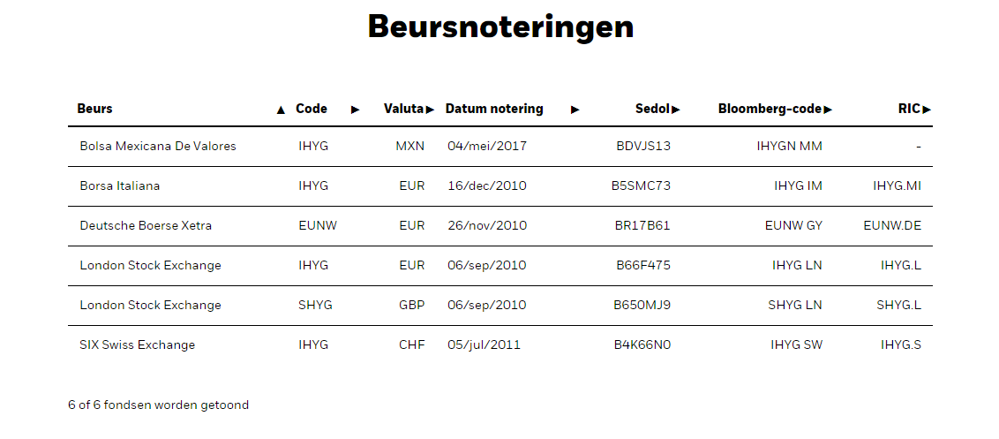 Beursnoteringen
Beurs ▲ Code ▶ Valuta ▶ Datum notering ▶ Sedol ▶ Bloomberg-code ▶ RIC ▶
Bolsa Mexicana De Valores IHYG MXN 04/mei/2017 BDVJS13 IHYGN MM -
Borsa Italiana IHYG EUR 16/dec/2010 B5SMC73 IHYG IM IHYG.MI
Deutsche Boerse Xetra EUNW EUR 26/nov/2010 BR17B61 EUNW GY EUNW.DE
London Stock Exchange IHYG EUR 06/sep/2010 B66F475 IHYG LN IHYG.L
London Stock Exchange SHYG GBP 06/sep/2010 B650MJ9 SHYG LN SHYG.L
SIX Swiss Exchange IHYG CHF 05/jul/2011 B4K66N0 IHYG SW IHYG.S
6 of 6 fondsen worden getoond